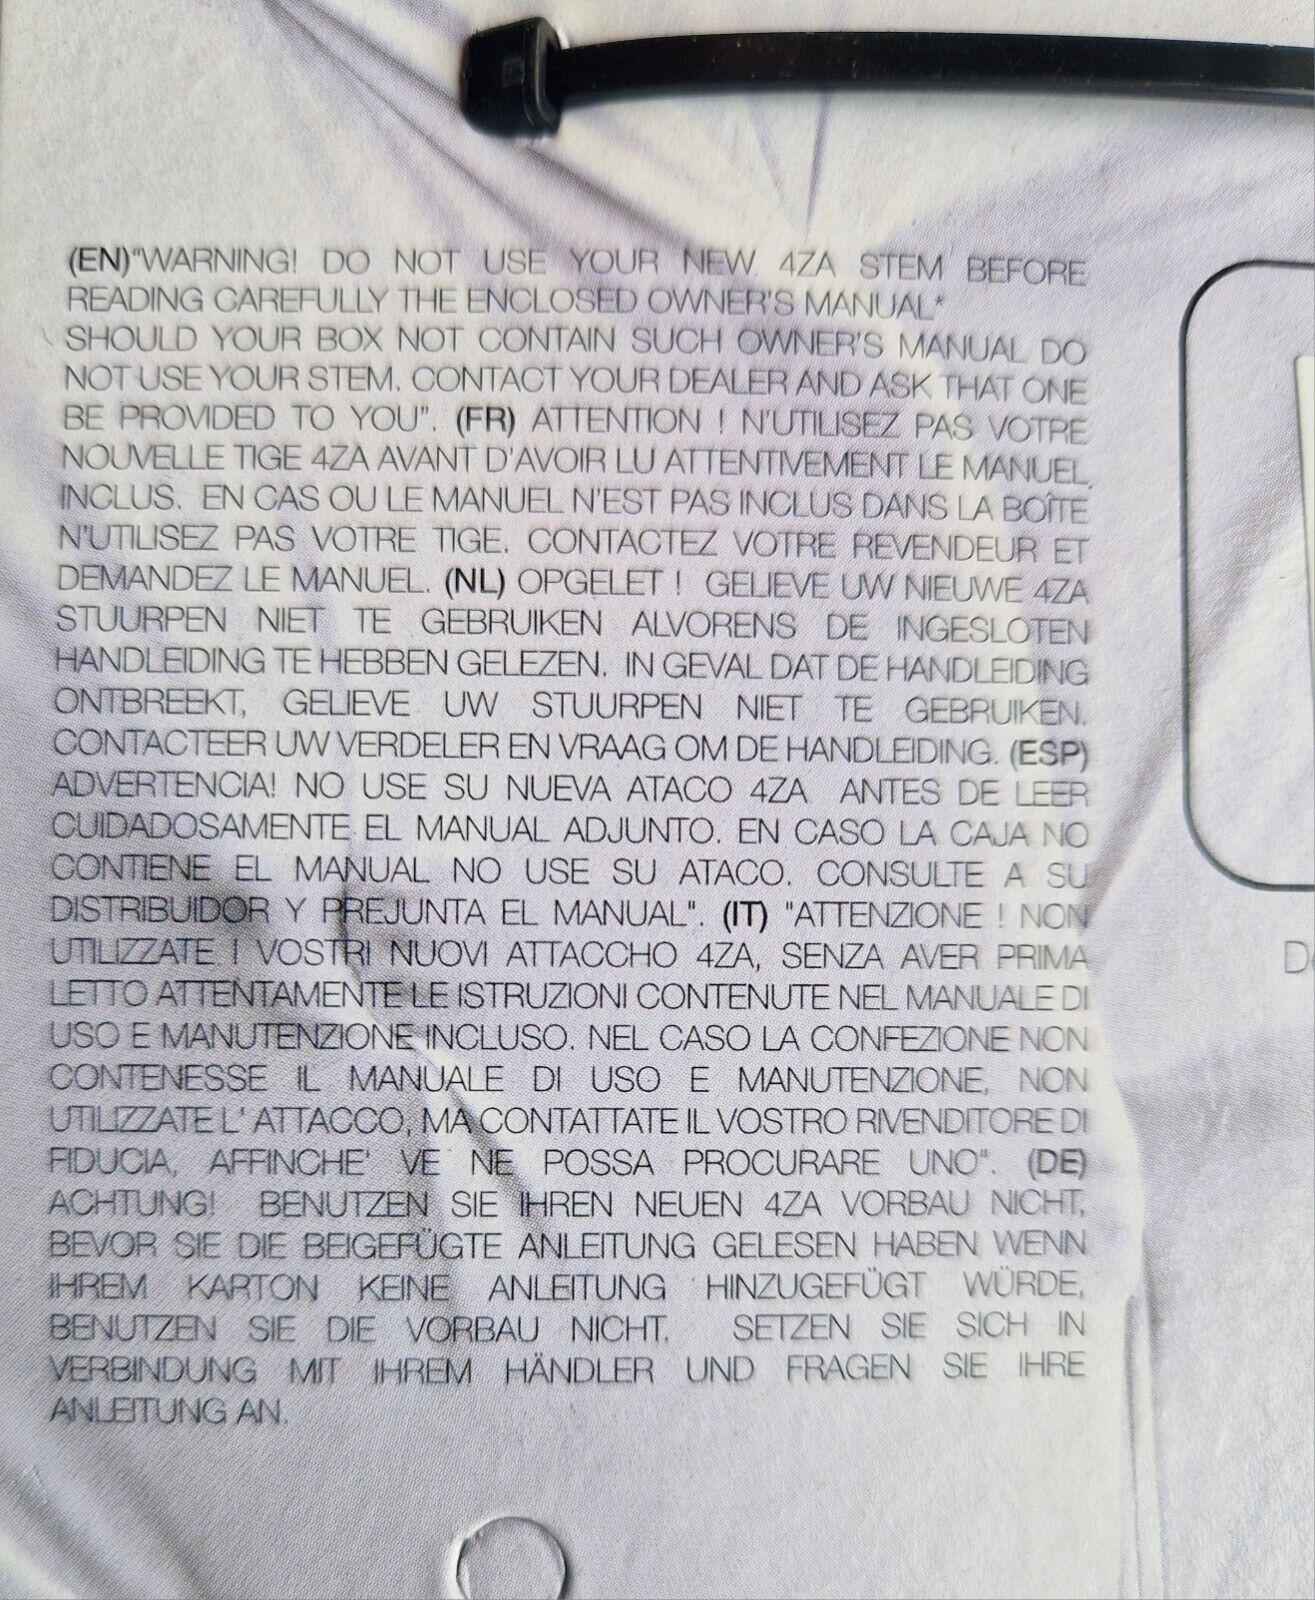 (EN)"WARNING! DO NOT USE YOUR NEW 4ZA STEM BEFORE
READING CAREFULLY THE ENCLOSED OWNER'S MANUAL*
SHOULD YOUR BOX NOT CONTAIN SUCH OWNER'S MANUAL DO
NOT USE YOUR STEM. CONTACT YOUR DEALER AND ASK THAT ONE
BE PROVIDED TO YOU". (FR) ATTENTION ! N'UTILISEZ PAS VOTRE
NOUVELLE TIGE 4ZA AVANT D'AVOIR LU ATTENTIVEMENT LE MANUEL
INCLUS. EN CAS OU LE MANUEL N'EST PAS INCLUS DANS LA BOÎTE
N'UTILISEZ PAS VOTRE TIGE. CONTACTEZ VOTRE REVENDEUR ET
DEMANDEZ LE MANUEL. (NL) OPGELET ! GELIEVE UW NIEUWE 4ZA
STUURPEN NIET TE GEBRUIKEN ALVORENS DE INGESLOTEN
HANDLEIDING TE HEBBEN GELEZEN. IN GEVAL DAT DE HANDLEIDING
ONTBREEKT, GELIEVE UW STUURPEN NIET TE GEBRUIKEN.
CONTACTEER UW VERDELER EN VRAAG OM DE HANDLEIDING. (ESP)
ADVERTENCIA! NO USE SU NUEVA ATACO 4ZA ANTES DE LEER
CUIDADOSAMENTE EL MANUAL ADJUNTO. EN CASO LA CAJA NO
CONTIENE EL MANUAL NO USE SU ATACO. CONSULTE A SU
DISTRIBUIDOR Y PREJUNTA EL MANUAL". (IT) "ATTENZIONE ! NON
UTILIZZATE I VOSTRI NUOVI ATTACCHO 4ZA, SENZA AVER PRIMA
LETTO ATTENTAMENTE LE ISTRUZIONI CONTENUTE NEL MANUALE DI
USO E MANUTENZIONE INCLUSO. NEL CASO LA CONFEZIONE NON
CONTENESSE IL MANUALE DI USO E MANUTENZIONE, NON
UTILIZZATE L' ATTACCO, MA CONTATTATE IL VOSTRO RIVENDITORE DI
FIDUCIA, AFFINCHE' VE NE POSSA PROCURARE UNO". (DE)
ACHTUNG! BENUTZEN SIE IHREN NEUEN 4ZA VORBAU NICHT,
BEVOR SIE DIE BEIGEFÜGTE ANLEITUNG GELESEN HABEN WENN
IHREM KARTON KEINE ANLEITUNG HINZUGEFÜGT WÜRDE,
BENUTZEN SIE DIE VORBAU NICHT. SETZEN SIE SICH IN
VERBINDUNG MIT IHREM HÄNDLER UND FRAGEN SIE IHRE
ANLEITUNG AN.